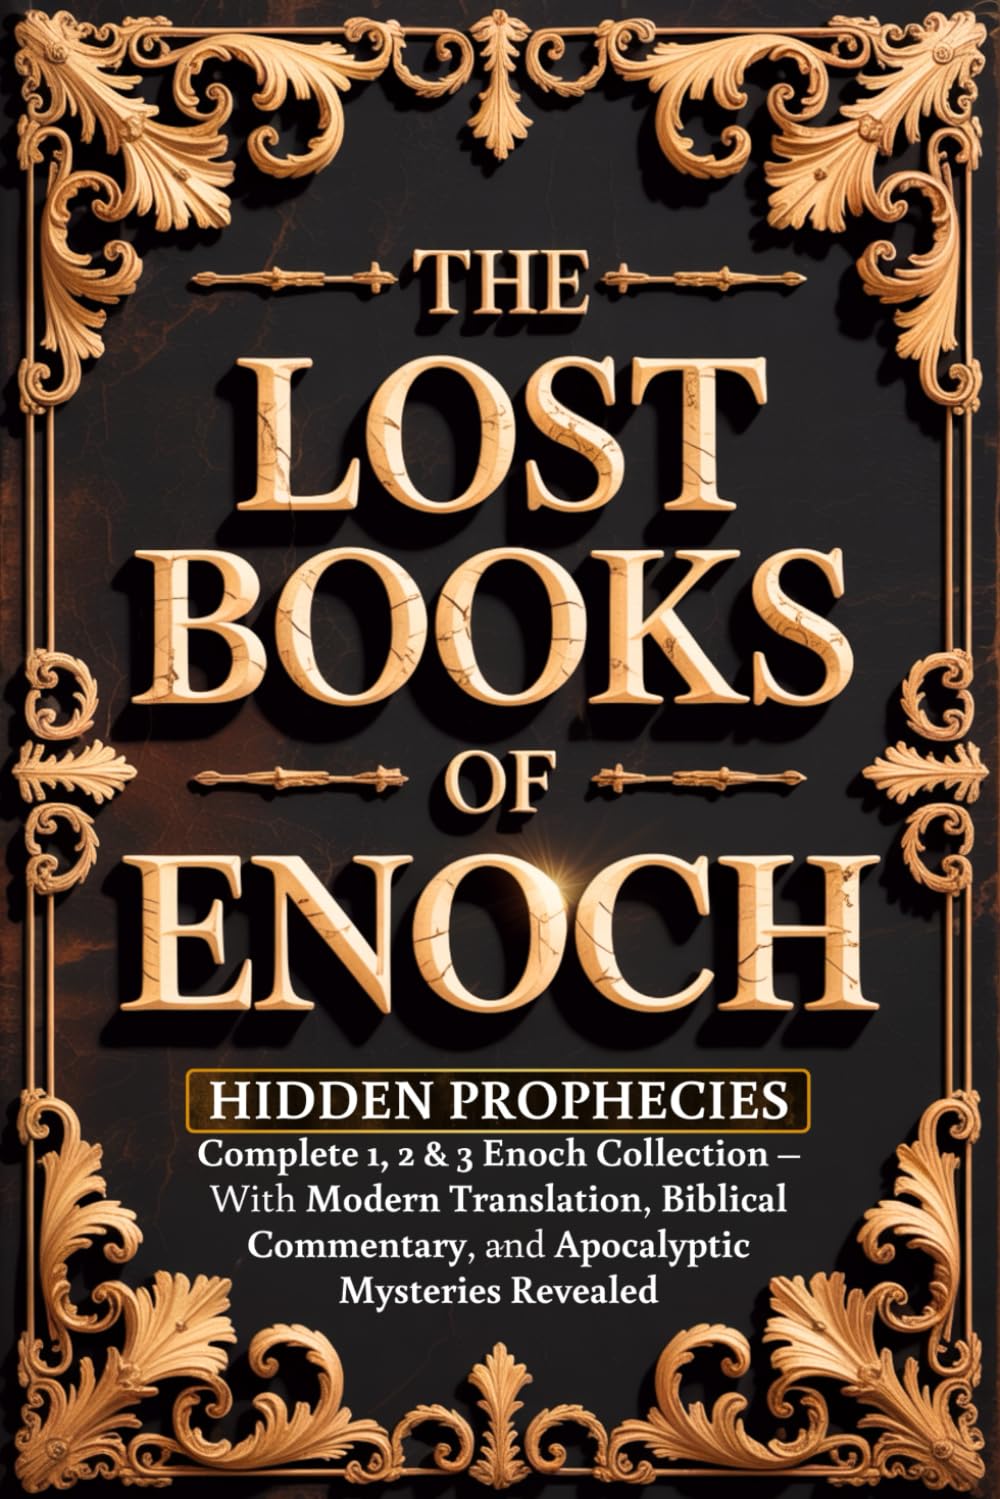 THE
LOST
BOOKS
OF
ENOCH
HIDDEN PROPHECIES
Complete 1, 2 & 3 Enoch Collection –
With Modern Translation, Biblical
Commentary, and Apocalyptic
Mysteries Revealed